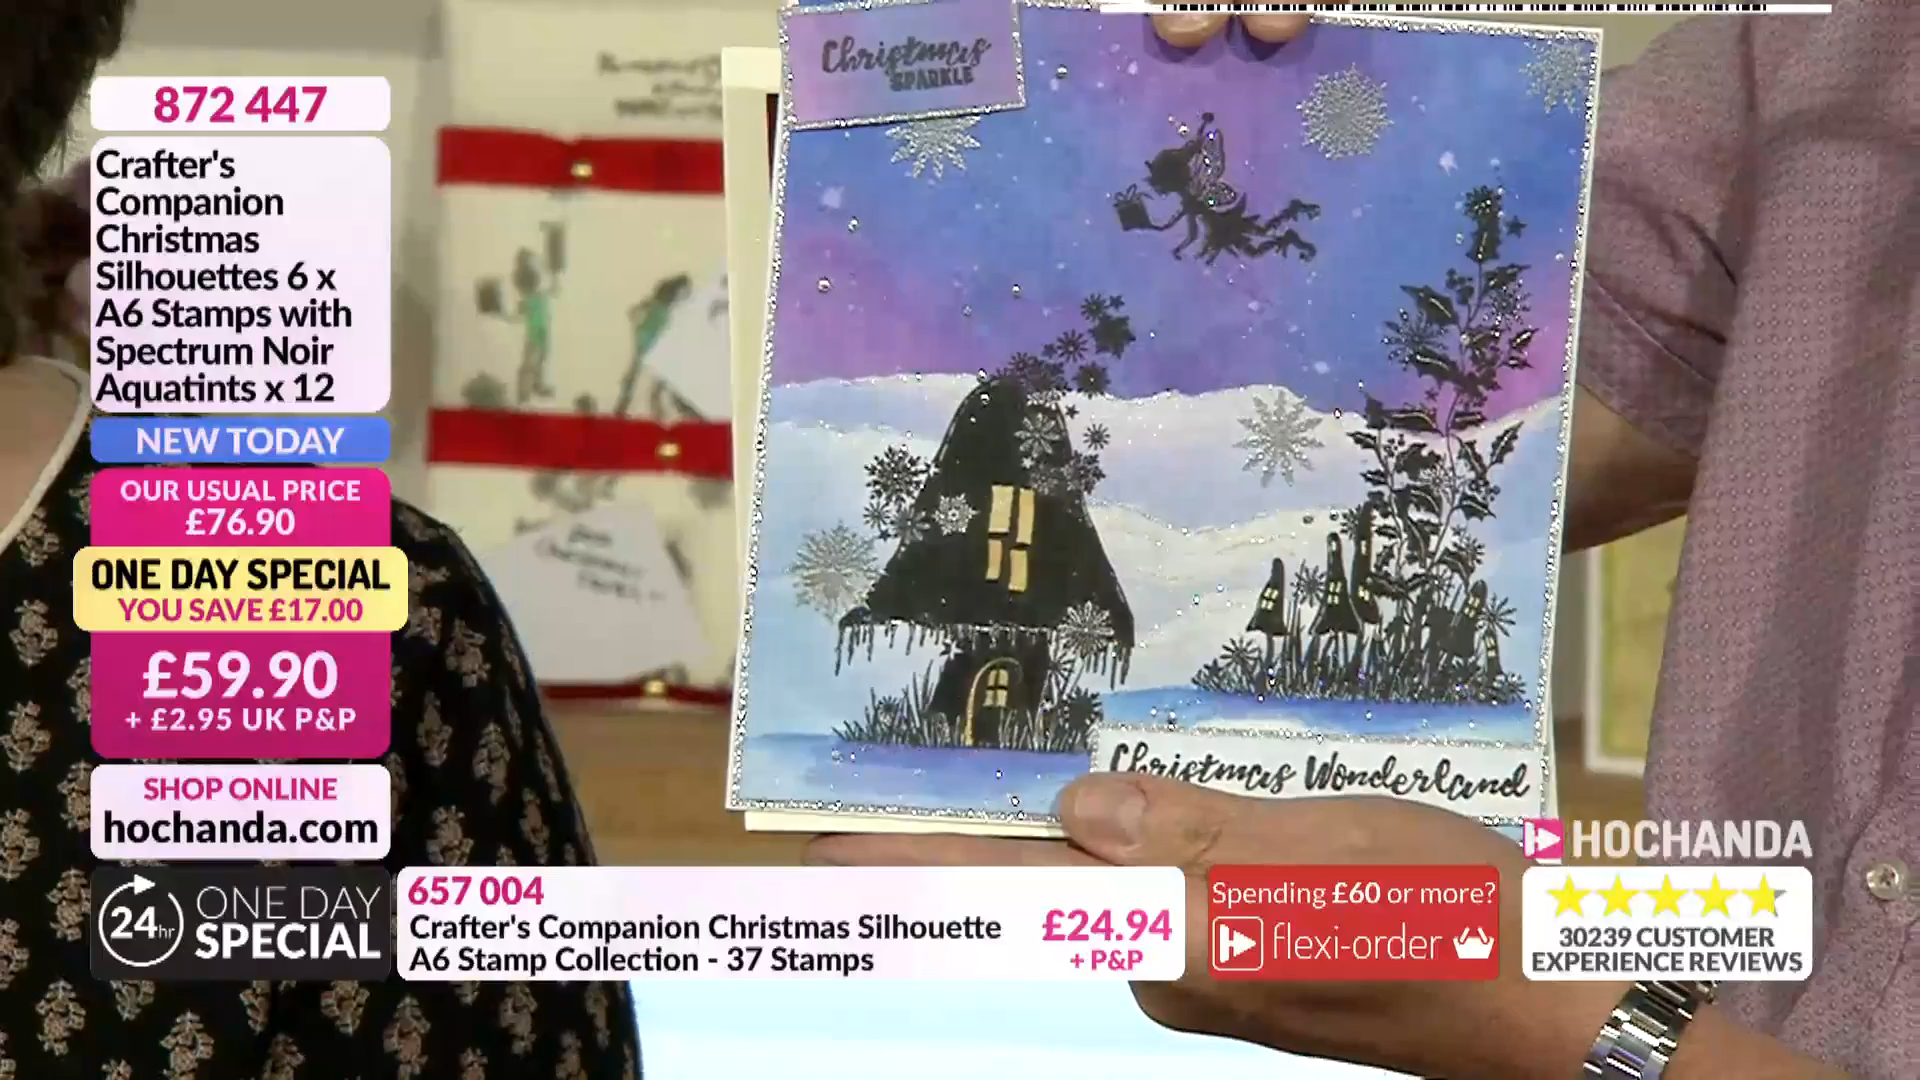 Christmas
SPARKLE
872 447
Crafter's
Companion
Christmas
Silhouettes 6 x
A6 Stamps with
Spectrum Noir
Aquatints x 12
NEW TODAY
OUR USUAL PRICE
£76.90
ONE DAY SPECIAL
YOU SAVE £17.00
£59.90
+ £2.95 UK P&P
SHOP ONLINE
hochanda.com
24hr
ONE DAY
SPECIAL
Christmas Wonderland
657 004
Crafter's Companion Christmas Silhouette
A6 Stamp Collection - 37 Stamps
£24.94
+ P&P
Spending £60 or more?
flexi-order
HOCHANDA
30239 CUSTOMER
EXPERIENCE REVIEWS